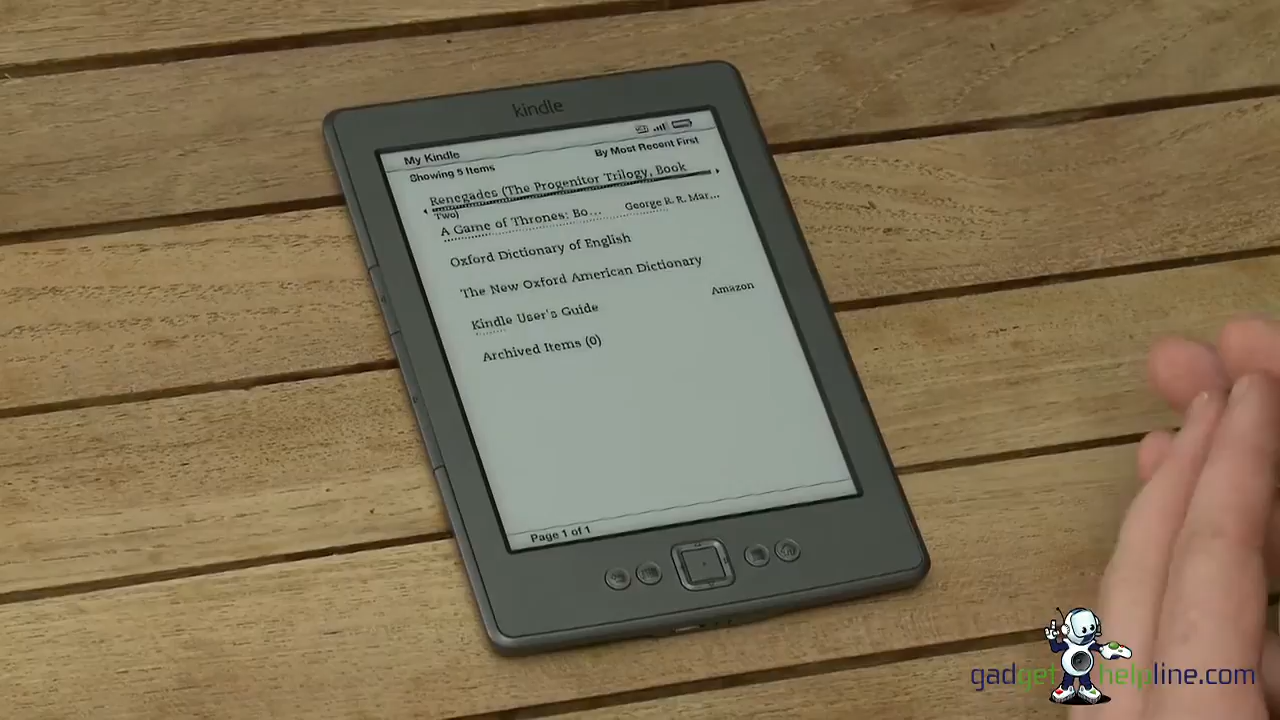 kindle
My Kindle
Showing 5 Items
By Most Recent First
Renegades (The Progenitor Trilogy, Book
Two)
A Game of Thrones: Bo...
George R. R. Mar...
Oxford Dictionary of English
The New Oxford American Dictionary
Kindle User's Guide
Amazon
Archived Items (0)
Page 1 of 1
gadgethelpline.com